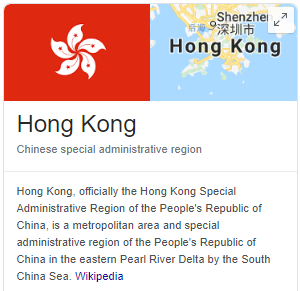 Shenzhen
深圳市
Hong Kong
Hong Kong
Chinese special administrative region
Hong Kong, officially the Hong Kong Special
Administrative Region of the People's Republic of
China, is a metropolitan area and special
administrative region of the People's Republic of
China in the eastern Pearl River Delta by the South
China Sea. Wikipedia